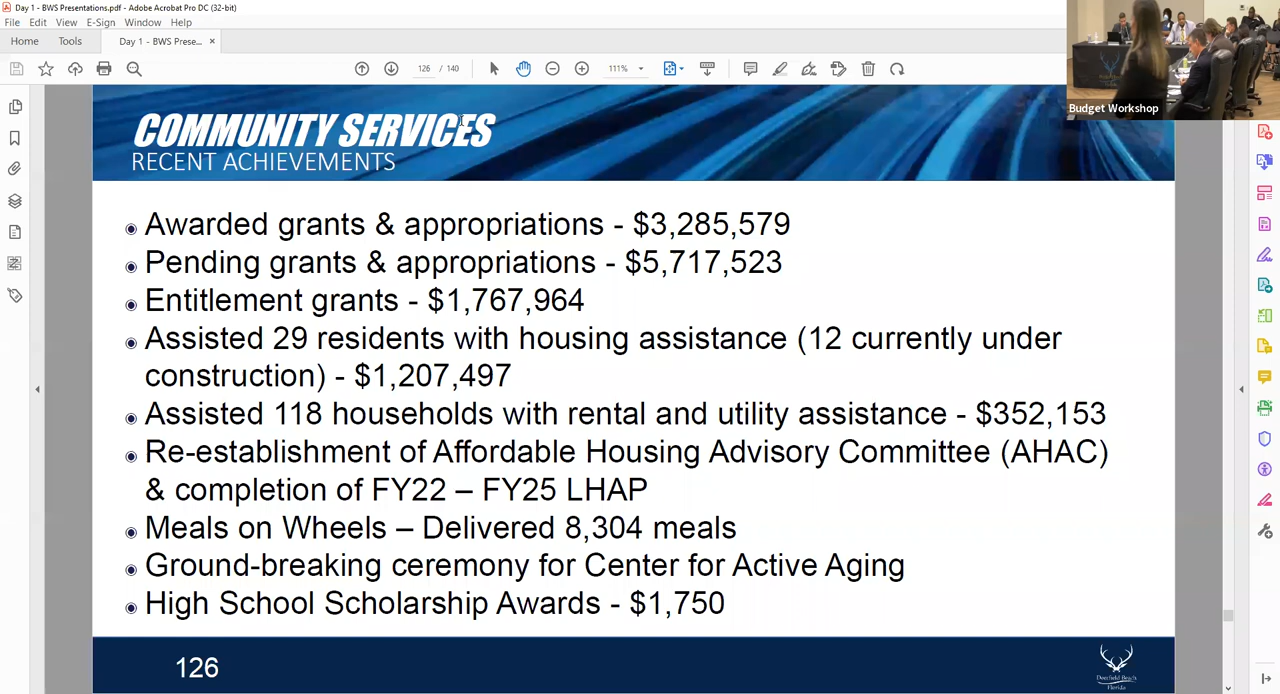 Day 1 - BWS Presentations.pdf - Adobe Acrobat Pro DC (32-bit)
File Edit View E-Sign Window Help
Home Tools Day 1 - BWS Prese... ×
126 / 140 111%
Budget Workshop
COMMUNITY SERVICES
RECENT ACHIEVEMENTS
Awarded grants & appropriations - $3,285,579
Pending grants & appropriations - $5,717,523
Entitlement grants - $1,767,964
Assisted 29 residents with housing assistance (12 currently under
construction) - $1,207,497
Assisted 118 households with rental and utility assistance - $352,153
Re-establishment of Affordable Housing Advisory Committee (AHAC)
& completion of FY22 – FY25 LHAP
Meals on Wheels – Delivered 8,304 meals
Ground-breaking ceremony for Center for Active Aging
High School Scholarship Awards - $1,750
126
Deerfield Beach
Florida